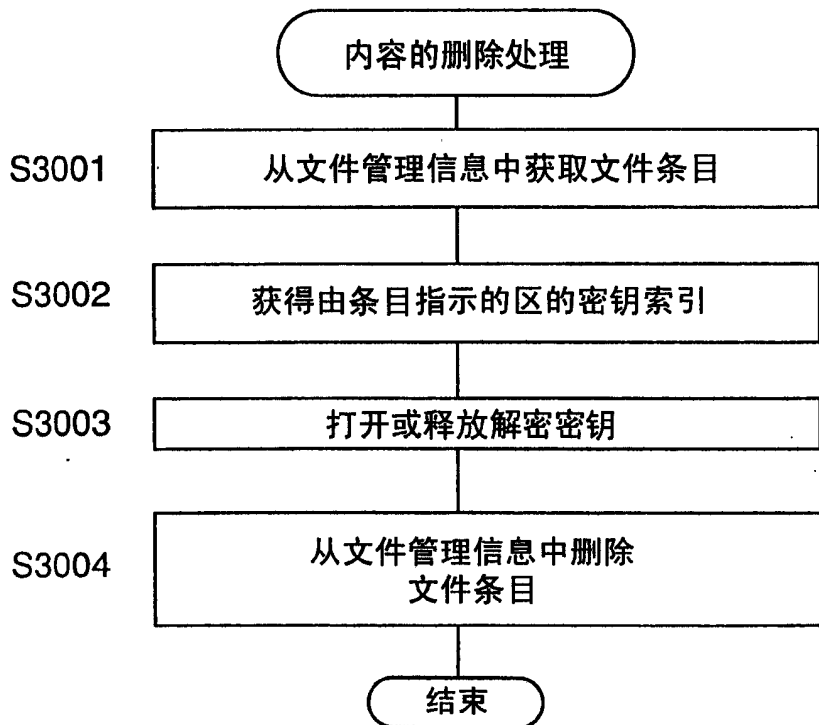 内容的删除处理
S3001
从文件管理信息中获取文件条目
S3002
获得由条目指示的区的密钥索引
S3003
打开或释放解密密钥
S3004
从文件管理信息中删除
文件条目
结束